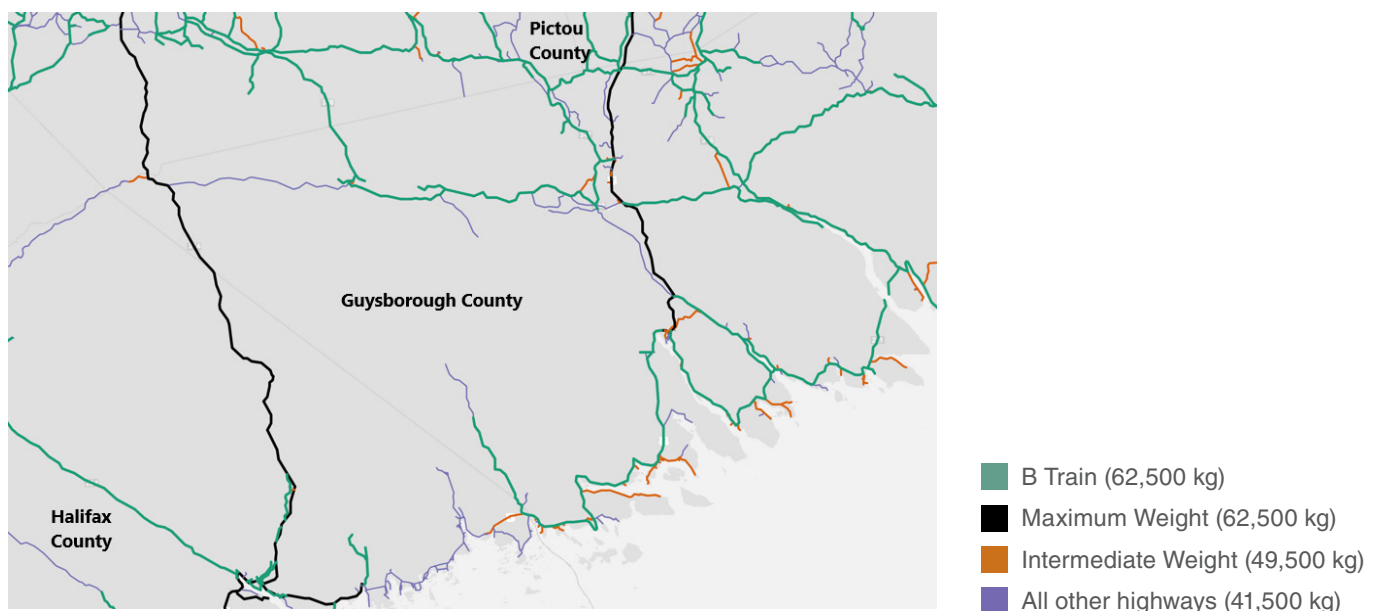 Pictou
County
Guysborough County
Halifax
County
B Train (62,500 kg)
Maximum Weight (62,500 kg)
Intermediate Weight (49,500 kg)
All other highways (41,500 kg)